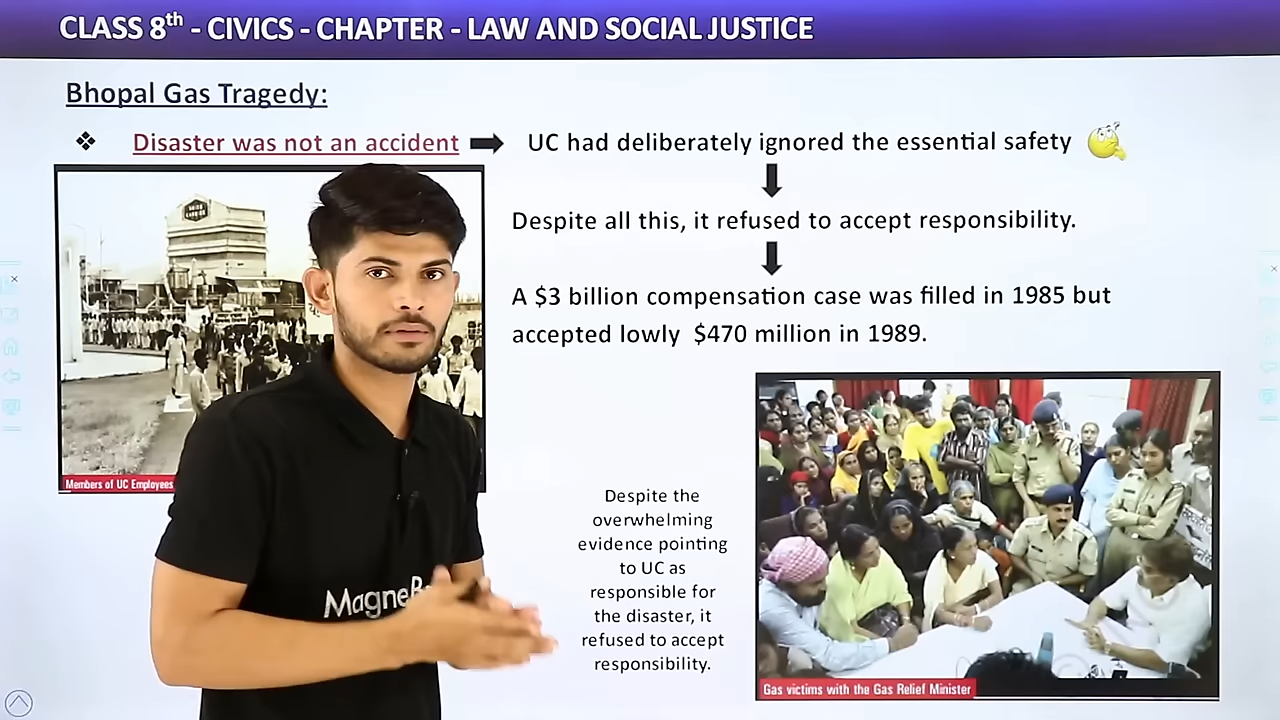 CLASS 8th - CIVICS - CHAPTER - LAW AND SOCIAL JUSTICE
Bhopal Gas Tragedy:
❖ Disaster was not an accident ➡ UC had deliberately ignored the essential safety
Despite all this, it refused to accept responsibility.
A $3 billion compensation case was filled in 1985 but
accepted lowly $470 million in 1989.
Members of UC Employees
Despite the
overwhelming
evidence pointing
to UC as
responsible for
the disaster, it
refused to accept
responsibility.
Gas victims with the Gas Relief Minister